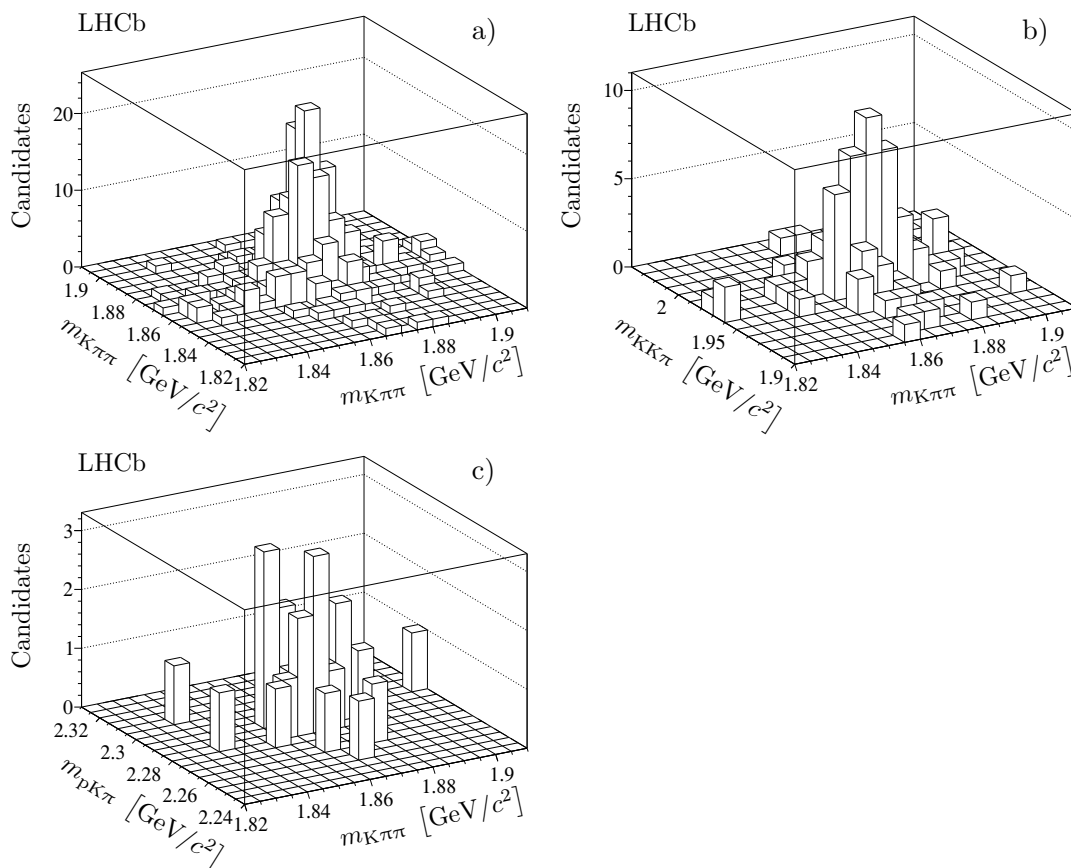 LHCb
a)
Candidates
20
10
0
1.9
1.88
1.86
1.84
1.82
1.82
1.84
1.86
1.88
1.9
m_{Kππ} [GeV/c²]
m_{Kππ} [GeV/c²]
LHCb
b)
Candidates
10
5
0
2
1.95
1.9
1.82
1.84
1.86
1.88
1.9
m_{KKπ} [GeV/c²]
m_{Kππ} [GeV/c²]
LHCb
c)
Candidates
3
2
1
0
2.32
2.3
2.28
2.26
2.24
1.82
1.84
1.86
1.88
1.9
m_{pKπ} [GeV/c²]
m_{Kππ} [GeV/c²]